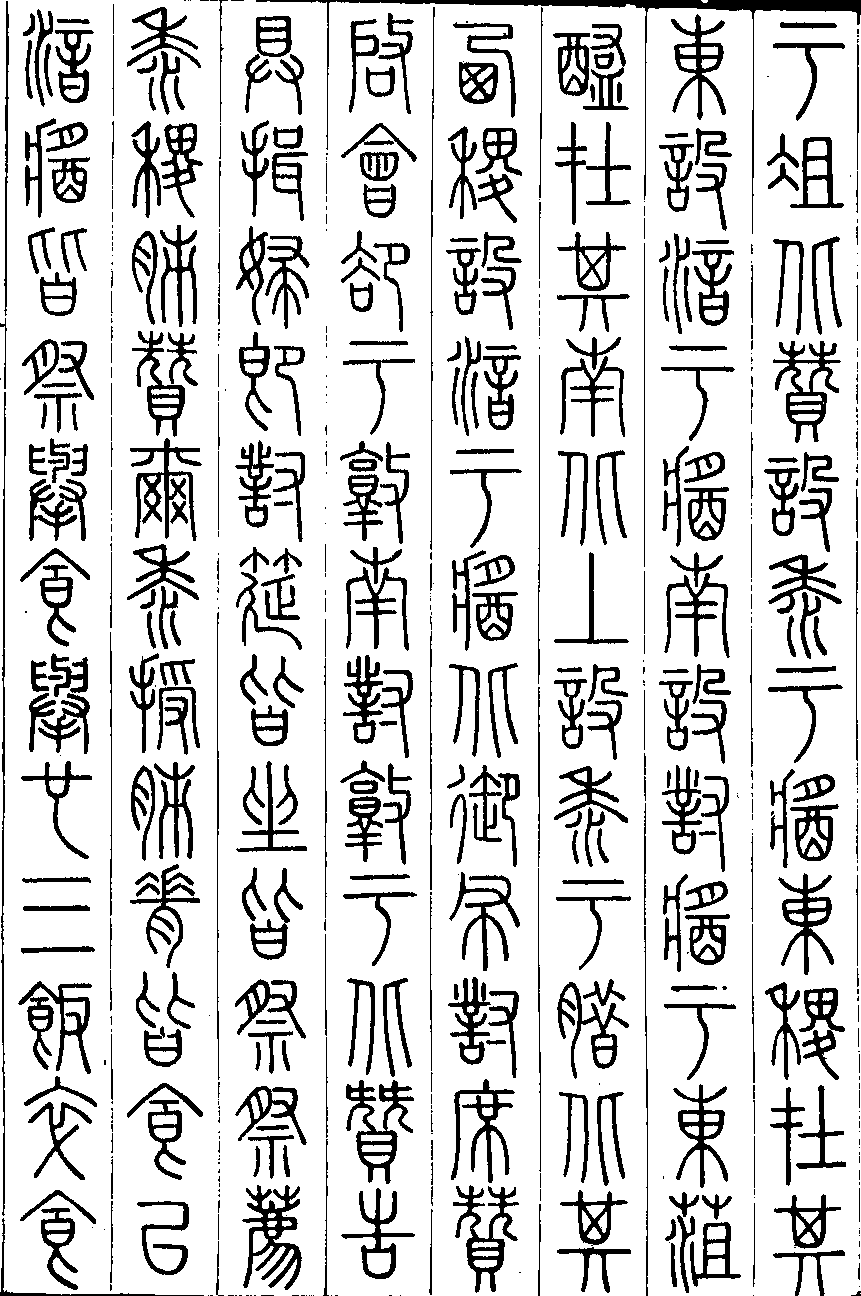 于俎北贊設黍于醬東稷在其
東設湆于醬南設對醬于東菹
醢在其南北上設黍于腊北其
西稷設湆于醬北御布對席贊
启會卻于敦南對敦于北贊告
具揖婦即對筵皆坐皆祭祭薦
黍稷肺贊爾黍授肺脊皆食以
湆醬皆祭舉食舉也三飯卒食